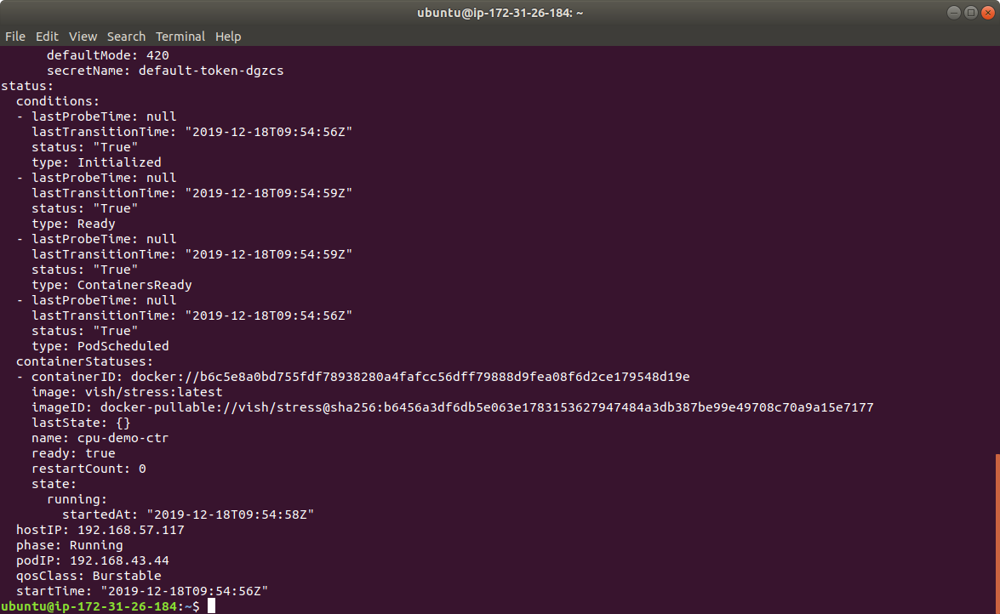 ubuntu@ip-172-31-26-184: ~
File Edit View Search Terminal Help
      defaultMode: 420
      secretName: default-token-dgzcs
status:
  conditions:
  - lastProbeTime: null
    lastTransitionTime: "2019-12-18T09:54:56Z"
    status: "True"
    type: Initialized
  - lastProbeTime: null
    lastTransitionTime: "2019-12-18T09:54:59Z"
    status: "True"
    type: Ready
  - lastProbeTime: null
    lastTransitionTime: "2019-12-18T09:54:59Z"
    status: "True"
    type: ContainersReady
  - lastProbeTime: null
    lastTransitionTime: "2019-12-18T09:54:56Z"
    status: "True"
    type: PodScheduled
  containerStatuses:
  - containerID: docker://b6c5e8a0bd755fdf78938280a4fafcc56dff79888d9fea08f6d2ce179548d19e
    image: vish/stress:latest
    imageID: docker-pullable://vish/stress@sha256:b6456a3df6db5e063e1783153627947484a3db387be99e49708c70a9a15e7177
    lastState: {}
    name: cpu-demo-ctr
    ready: true
    restartCount: 0
    state:
      running:
        startedAt: "2019-12-18T09:54:58Z"
  hostIP: 192.168.57.117
  phase: Running
  podIP: 192.168.43.44
  qosClass: Burstable
  startTime: "2019-12-18T09:54:56Z"
ubuntu@ip-172-31-26-184:~$